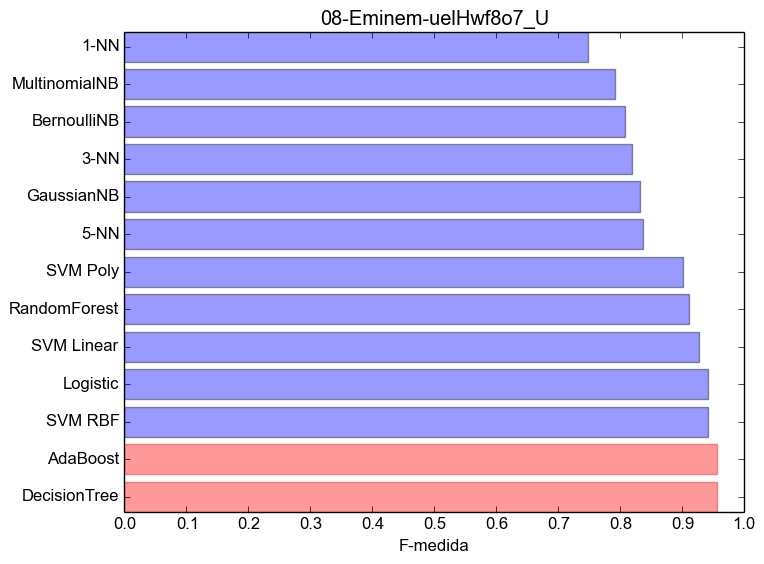 08-Eminem-uelHwf8o7_U
1-NN
MultinomialNB
BernoulliNB
3-NN
GaussianNB
5-NN
SVM Poly
RandomForest
SVM Linear
Logistic
SVM RBF
AdaBoost
DecisionTree
0.0 0.1 0.2 0.3 0.4 0.5 0.6 0.7 0.8 0.9 1.0
F-medida